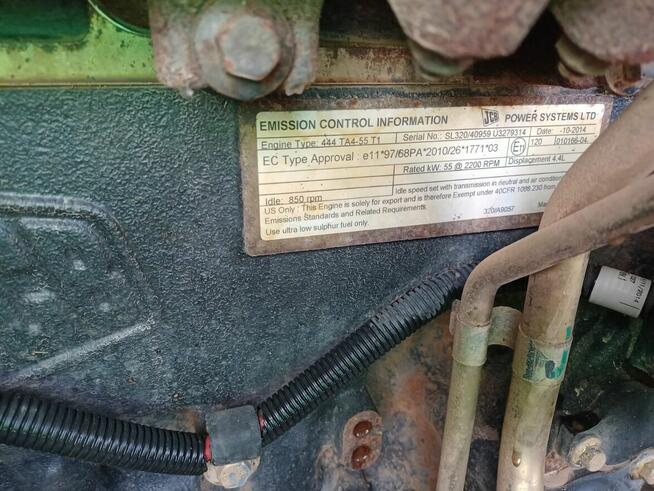 EMISSION CONTROL INFORMATION JCB POWER SYSTEMS LTD
Engine Type: 444 TA4-55 T1 Serial No.: SL320/40959 U3279314 Date: -10-2014
EC Type Approval : e11*97/68PA*2010/26*1771*03 E11 120 010166-04
Rated kW: 55 @ 2200 RPM Displacement 4.4L
Idle: 850 rpm Idle speed set with transmission in neutral and air conditioning
US Only : This Engine is solely for export and is therefore Exempt under 40CFR 1068.230 from
Emissions Standards and Related Requirements.
Use ultra low sulphur fuel only. 320/A9057